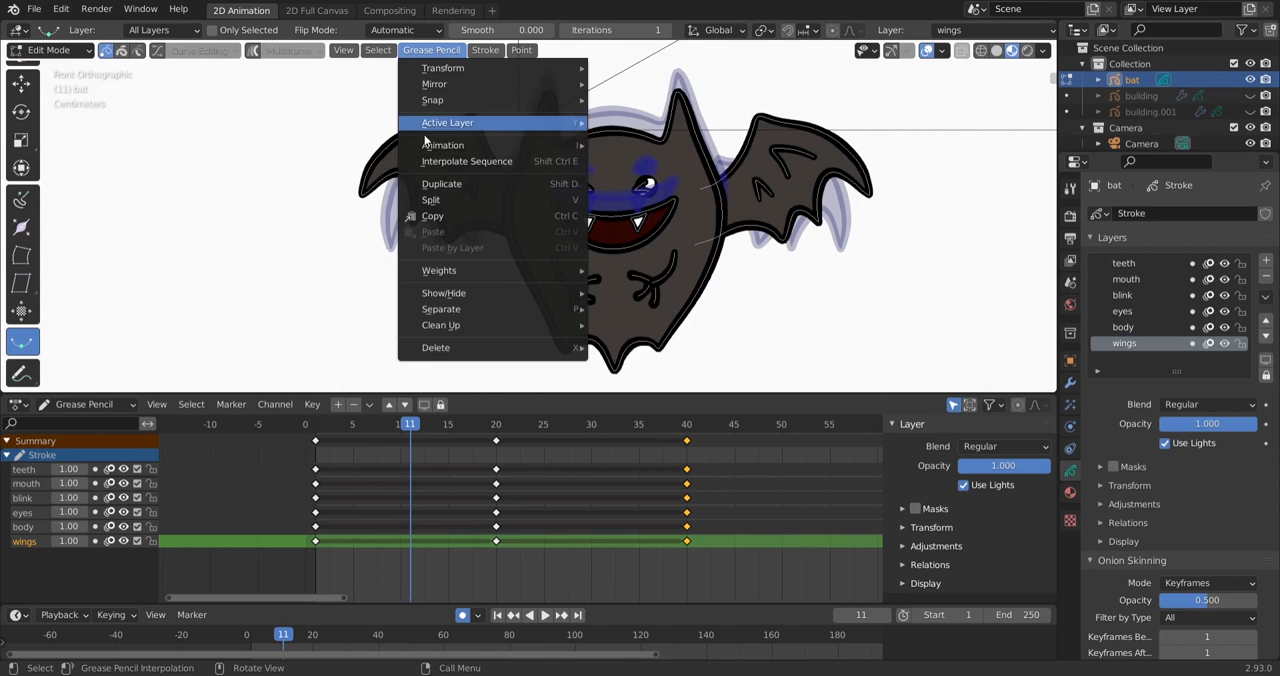 File Edit Render Window Help 2D Animation 2D Full Canvas Compositing Rendering + Scene View Layer
Layer: All Layers Only Selected Flip Mode: Automatic Smooth 0.000 Iterations 1 Global Layer: wings
Edit Mode Curve Editing Multiframe View Select Grease Pencil Stroke Point
Front Orthographic
(11) bat
Centimeters
Transform
Mirror
Snap
Active Layer Y
Animation I
Interpolate Sequence Shift Ctrl E
Duplicate Shift D
Split V
Copy Ctrl C
Paste Ctrl V
Paste by Layer Ctrl V
Weights
Show/Hide
Separate P
Clean Up
Delete X
Scene Collection
Collection
bat
building
building.001
Camera
Camera
bat Stroke
Stroke
Layers
teeth
mouth
blink
eyes
body
wings
Blend Regular
Opacity 1.000
Use Lights
Masks
Transform
Adjustments
Relations
Display
Onion Skinning
Mode Keyframes
Opacity 0.500
Filter by Type All
Keyframes Be... 1
Keyframes Aft... 1
Grease Pencil View Select Marker Channel Key
-10 -5 0 5 1 11 20 25 30 35 40 45 50 55
Summary
Stroke
teeth 1.00
mouth 1.00
blink 1.00
eyes 1.00
body 1.00
wings 1.00
Layer
Blend Regular
Opacity 1.000
Use Lights
Masks
Transform
Adjustments
Relations
Display
Playback Keying View Marker 11 Start 1 End 250
-60 -40 -20 0 11 20 40 60 80 100 120 140 160 180
Select Grease Pencil Interpolation Rotate View Call Menu 2.93.0